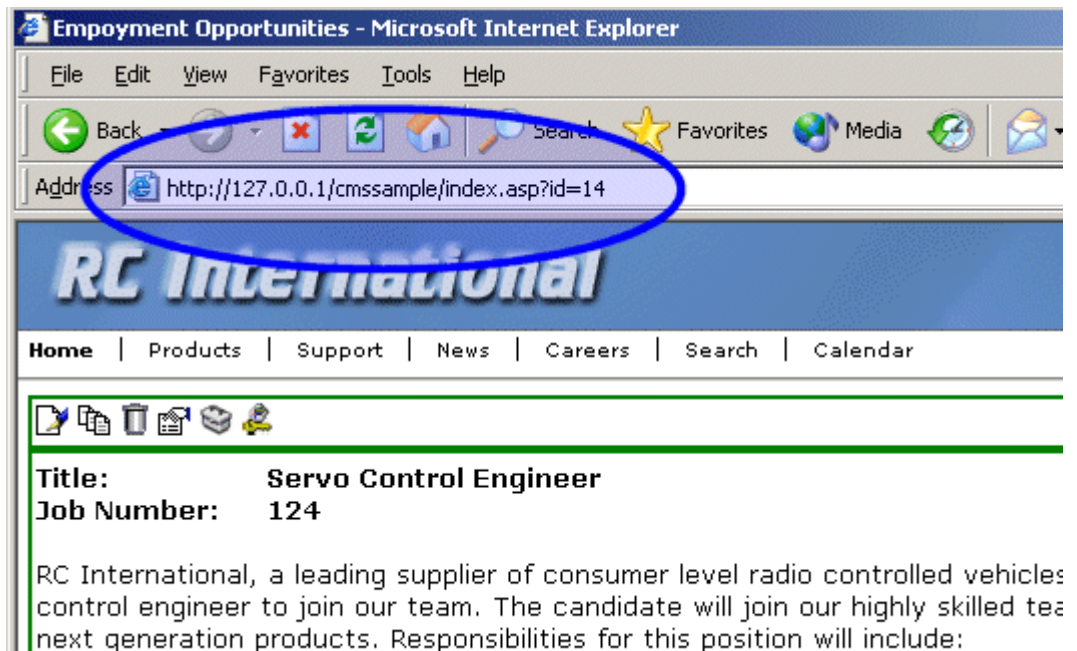 Empoyment Opportunities - Microsoft Internet Explorer
File Edit View Favorites Tools Help
Back Search Favorites Media
Address http://127.0.0.1/cmssample/index.asp?id=14
RC International
Home | Products | Support | News | Careers | Search | Calendar
Title: Servo Control Engineer
Job Number: 124
RC International, a leading supplier of consumer level radio controlled vehicles
control engineer to join our team. The candidate will join our highly skilled tea
next generation products. Responsibilities for this position will include: